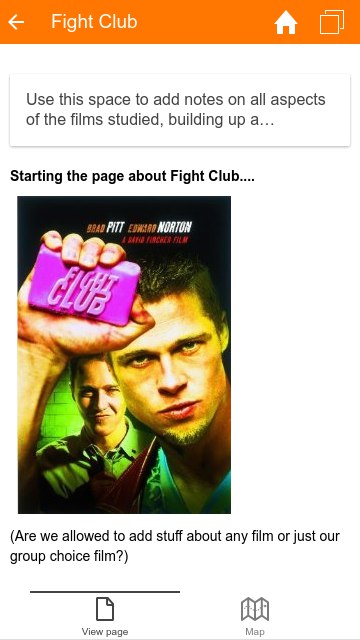 Fight Club
Use this space to add notes on all aspects
of the films studied, building up a…
Starting the page about Fight Club....
BRAD PITT EDWARD NORTON
A DAVID FINCHER FILM
FIGHT
CLUB
(Are we allowed to add stuff about any film or just our
group choice film?)
View page
Map